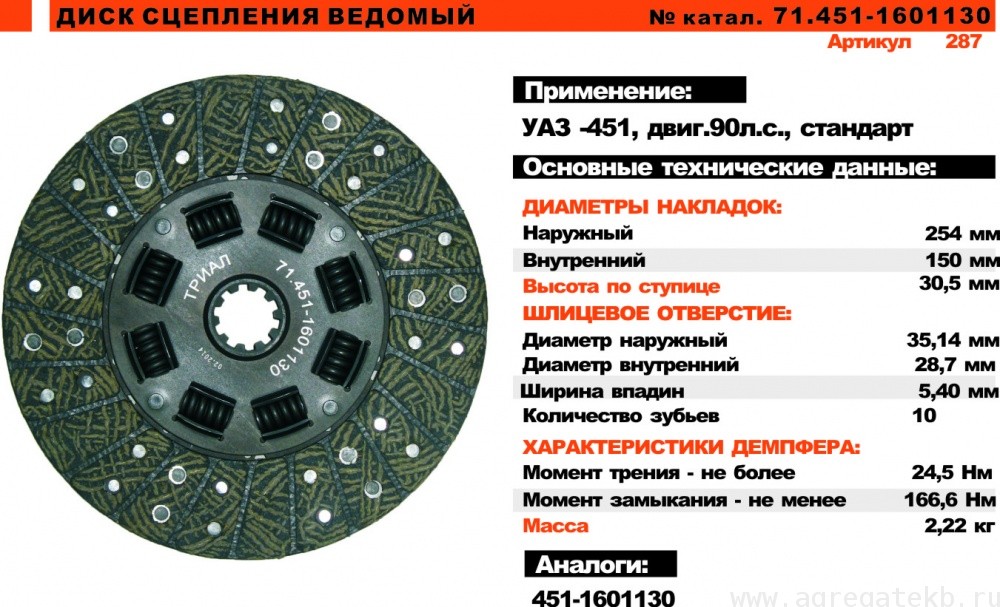 ДИСК СЦЕПЛЕНИЯ ВЕДОМЫЙ № катал. 71.451-1601130
Артикул 287
Применение:
УАЗ -451, двиг.90л.с., стандарт
Основные технические данные:
ДИАМЕТРЫ НАКЛАДОК:
Наружный 254 мм
Внутренний 150 мм
Высота по ступице 30,5 мм
ШЛИЦЕВОЕ ОТВЕРСТИЕ:
Диаметр наружный 35,14 мм
Диаметр внутренний 28,7 мм
Ширина впадин 5,40 мм
Количество зубьев 10
ХАРАКТЕРИСТИКИ ДЕМПФЕРА:
Момент трения - не более 24,5 Нм
Момент замыкания - не менее 166,6 Нм
Масса 2,22 кг
Аналоги:
451-1601130
ТРИАЛ
71.451-1601130
02.2014
www.agregatekb.ru